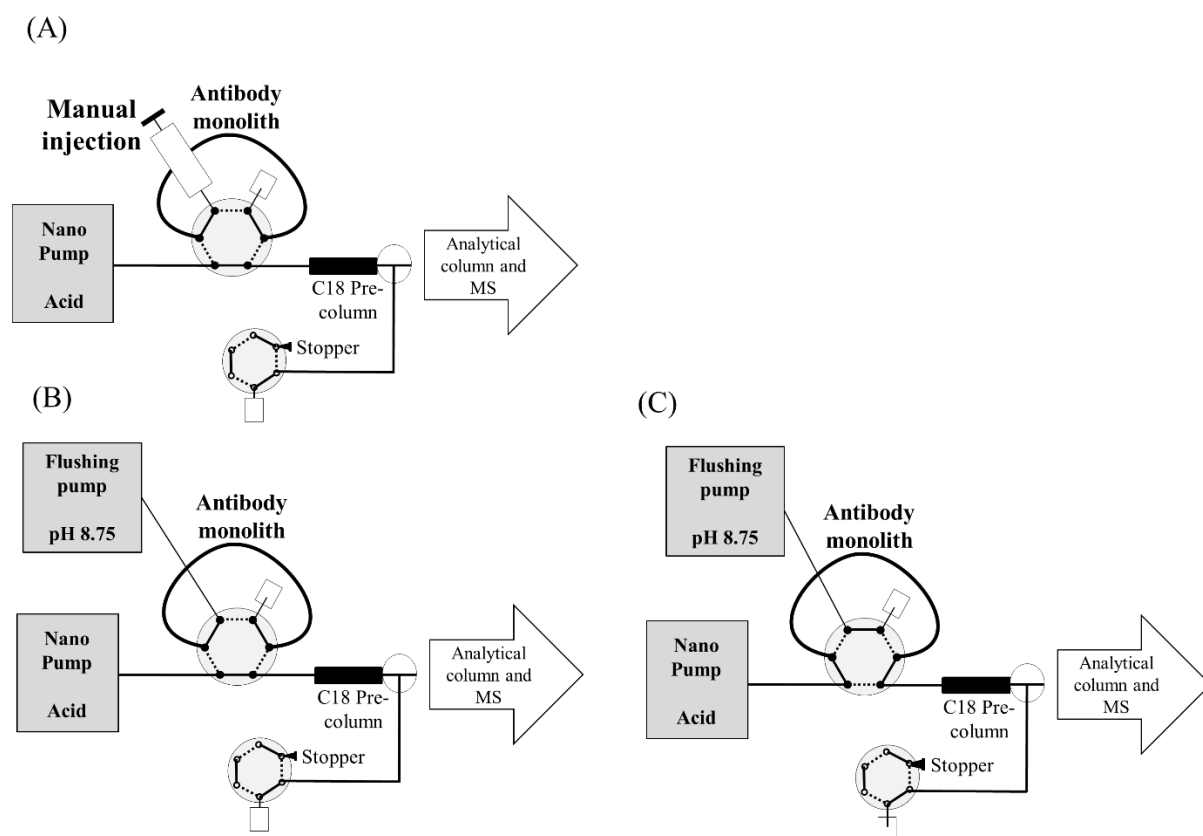 (A)
Manual
injection
Antibody
monolith
Nano
Pump
Acid
C18 Pre-
column
Analytical
column and
MS
Stopper
(B)
Flushing
pump
pH 8.75
Antibody
monolith
Nano
Pump
Acid
C18 Pre-
column
Analytical
column and
MS
Stopper
(C)
Flushing
pump
pH 8.75
Antibody
monolith
Nano
Pump
Acid
C18 Pre-
column
Analytical
column and
MS
Stopper